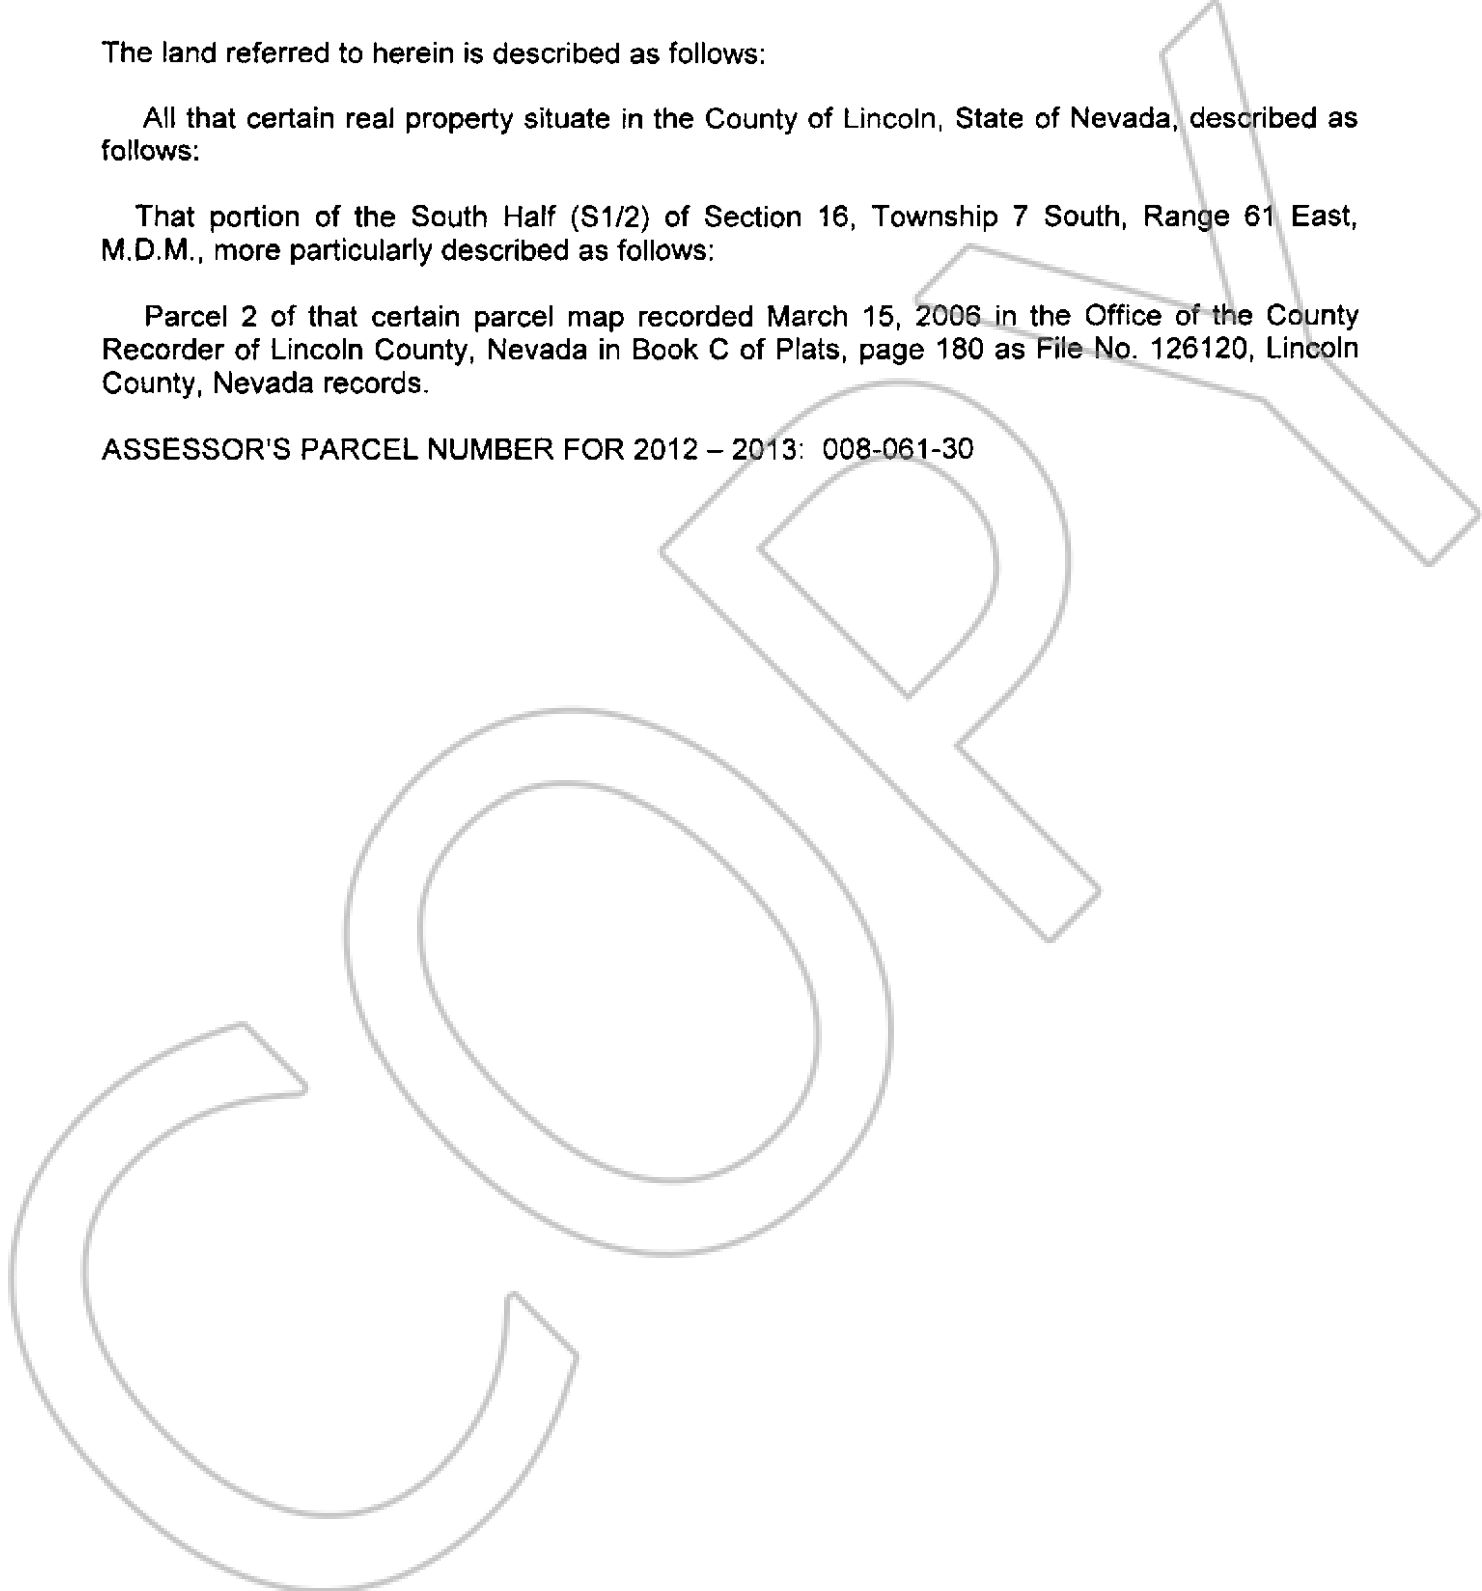 The land referred to herein is described as follows:
All that certain real property situate in the County of Lincoln, State of Nevada, described as
follows:
That portion of the South Half (S1/2) of Section 16, Township 7 South, Range 61 East,
M.D.M., more particularly described as follows:
Parcel 2 of that certain parcel map recorded March 15, 2006 in the Office of the County
Recorder of Lincoln County, Nevada in Book C of Plats, page 180 as File No. 126120, Lincoln
County, Nevada records.
ASSESSOR'S PARCEL NUMBER FOR 2012 – 2013: 008-061-30
COPY